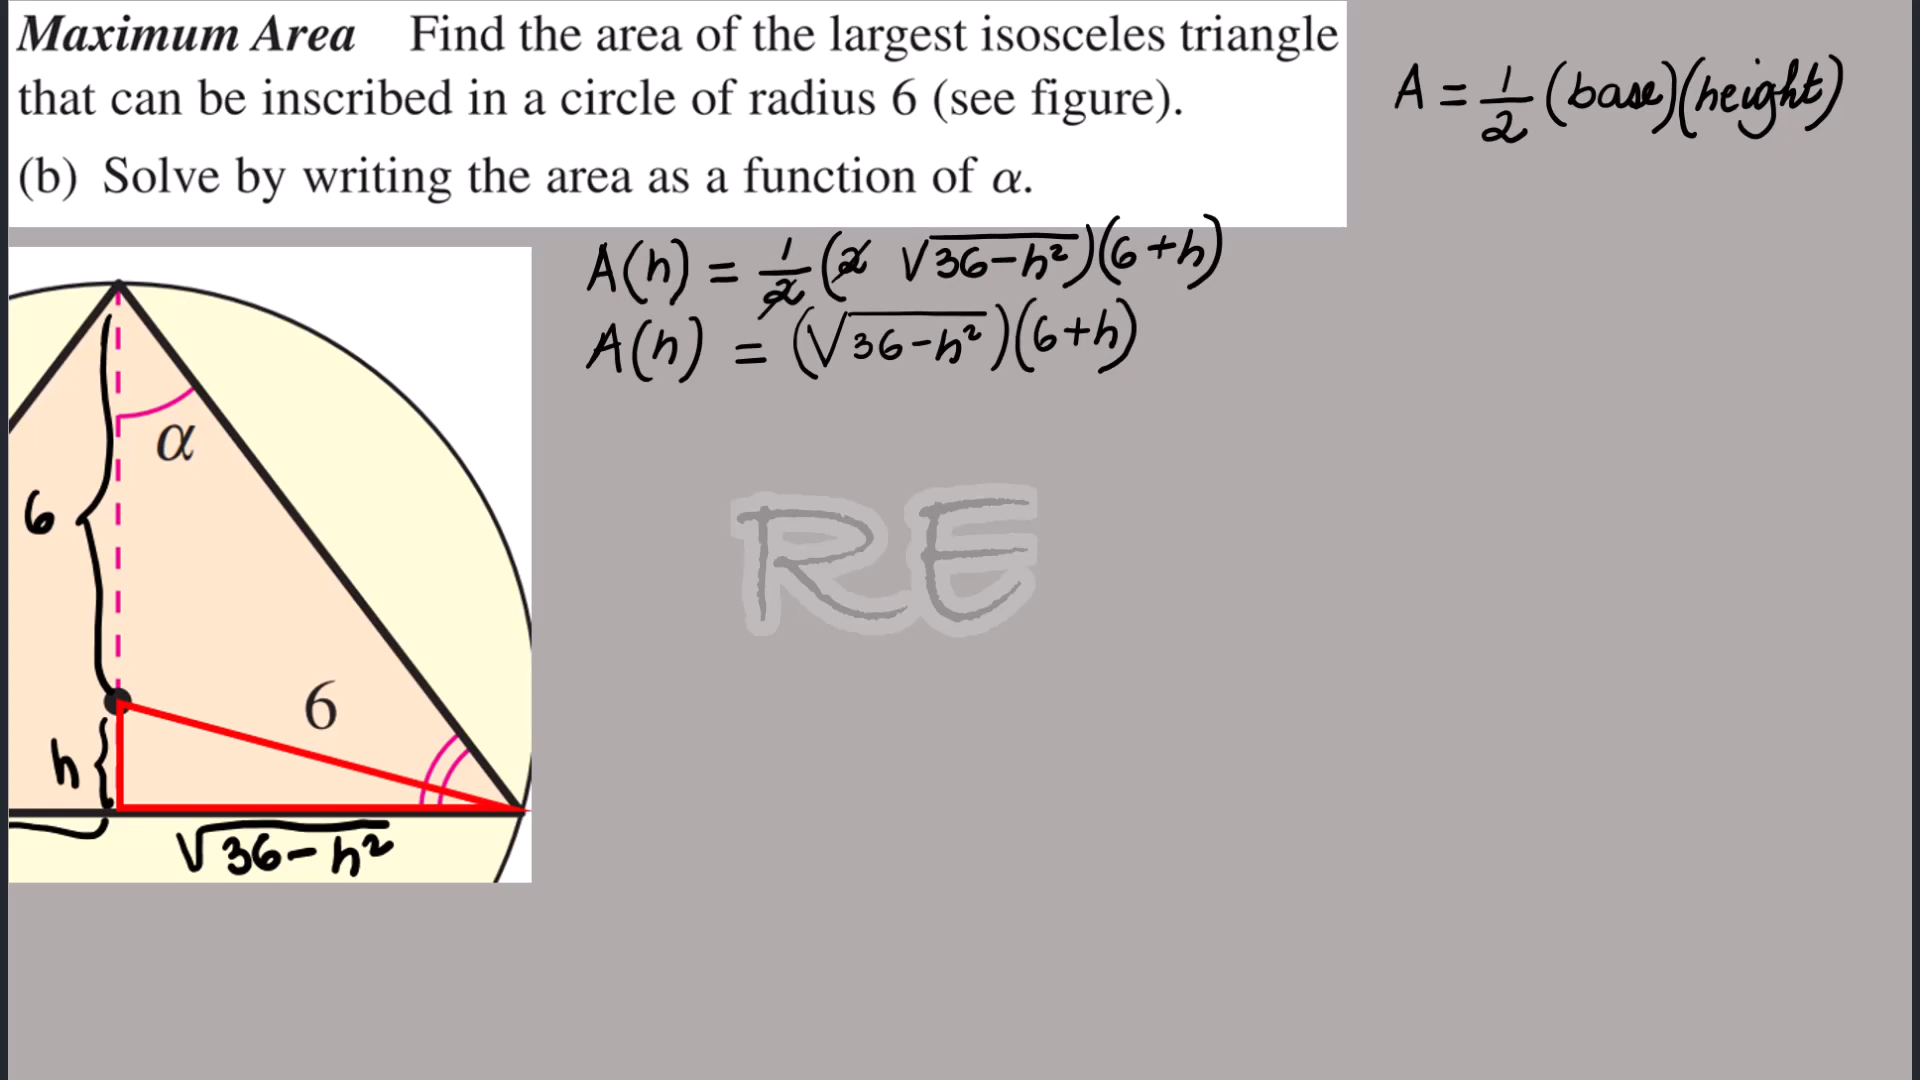 Maximum Area Find the area of the largest isosceles triangle
that can be inscribed in a circle of radius 6 (see figure).
(b) Solve by writing the area as a function of α.
A = 1/2 (base)(height)
A(h) = 1/2 (2 √36-h²)(6+h)
A(h) = (√36-h²)(6+h)
α
6
6
h
√36-h²
RE